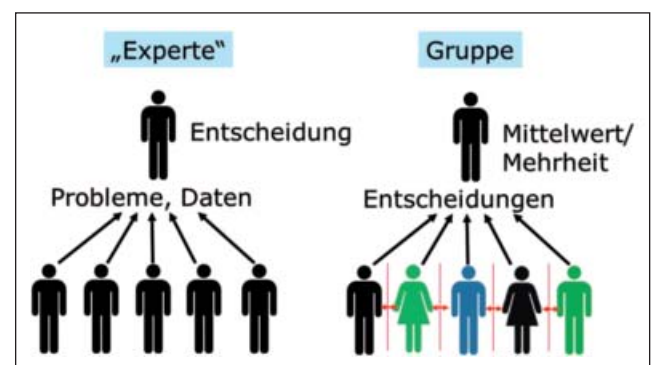 „Experte“
Gruppe
Entscheidung
Mittelwert/
Mehrheit
Probleme, Daten
Entscheidungen